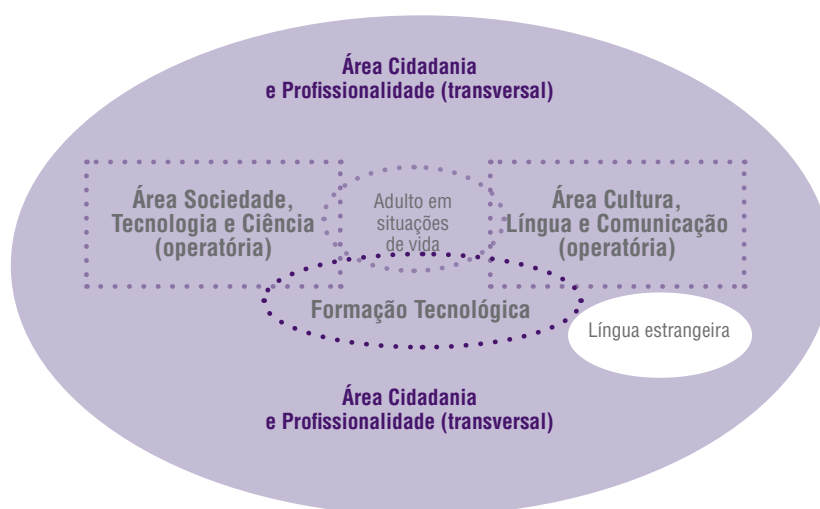 Área Cidadania
e Profissionalidade (transversal)
Área Sociedade,
Tecnologia e Ciência
(operatória)
Adulto em
situações
de vida
Área Cultura,
Língua e Comunicação
(operatória)
Formação Tecnológica
Língua estrangeira
Área Cidadania
e Profissionalidade (transversal)